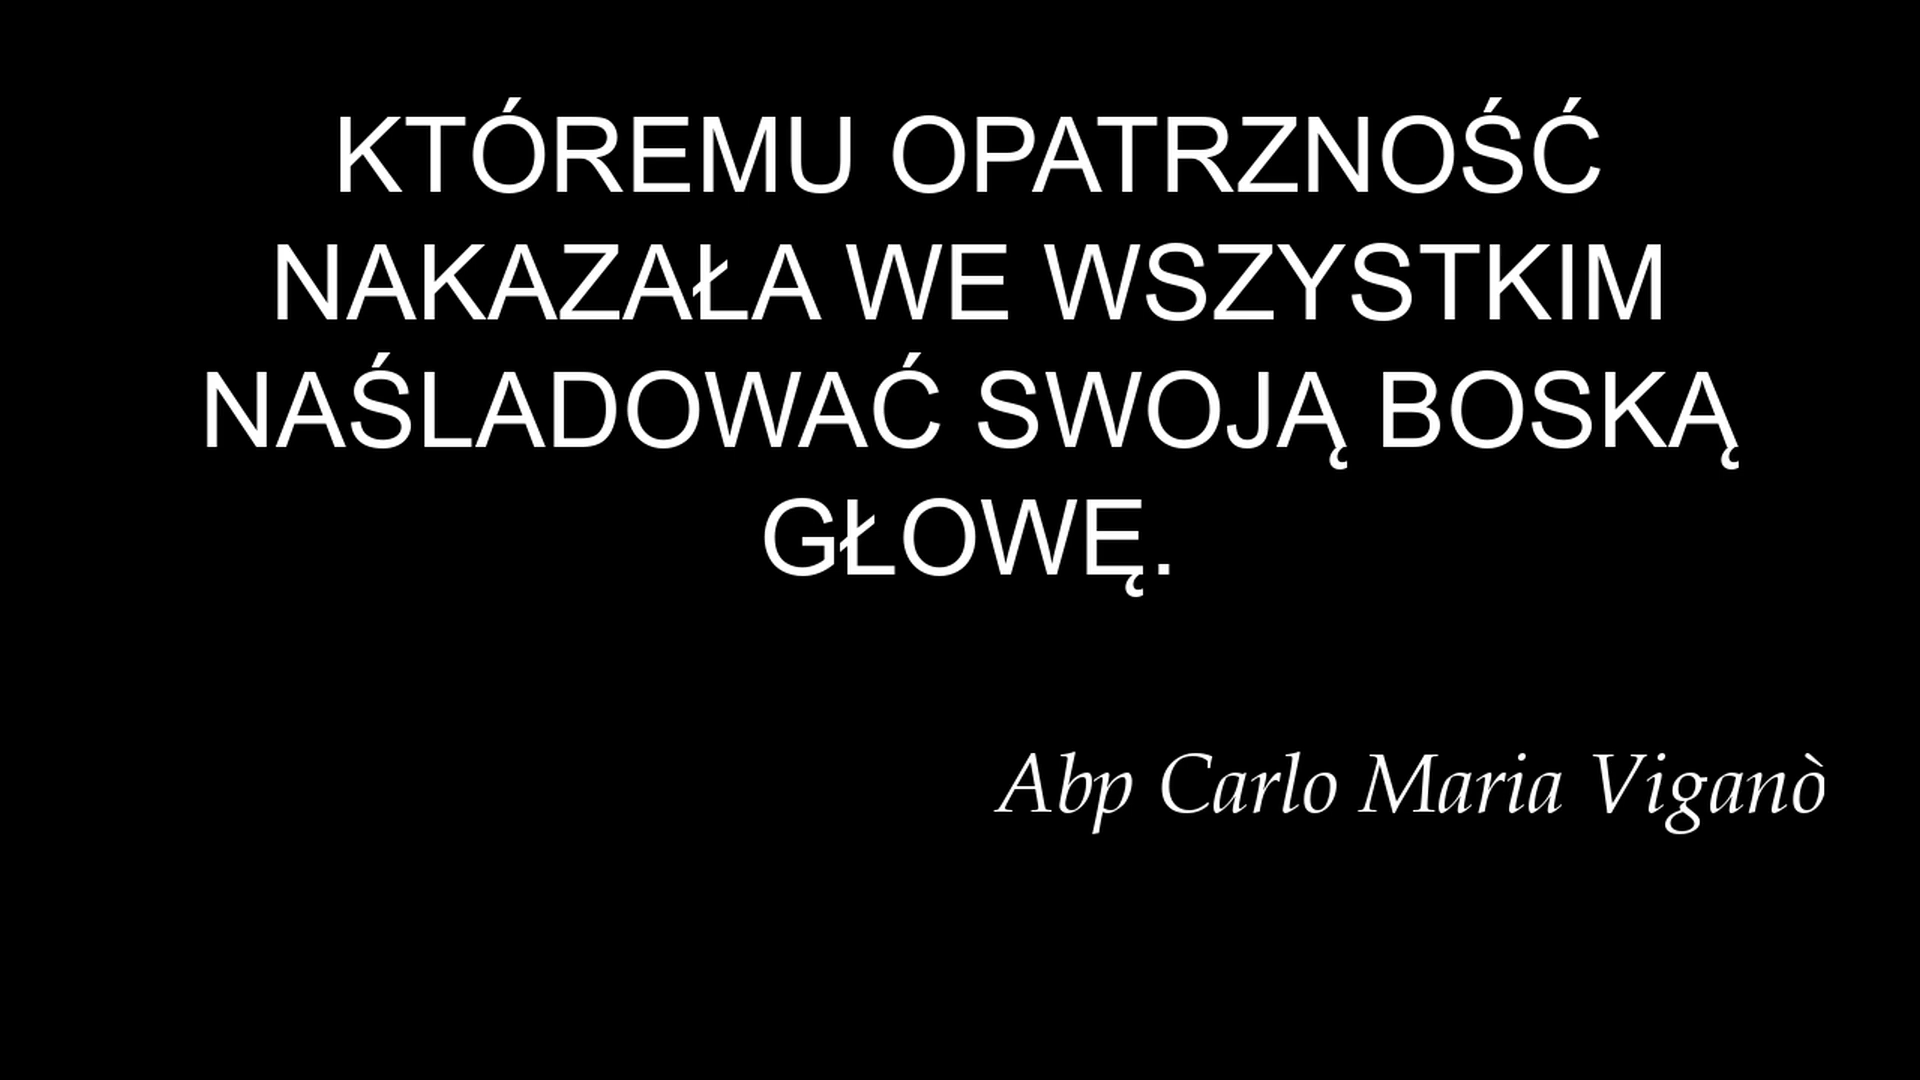 KTÓREMU OPATRZNOŚĆ
NAKAZAŁA WE WSZYSTKIM
NAŚLADOWAĆ SWOJĄ BOSKĄ
GŁOWĘ.
Abp Carlo Maria Viganò